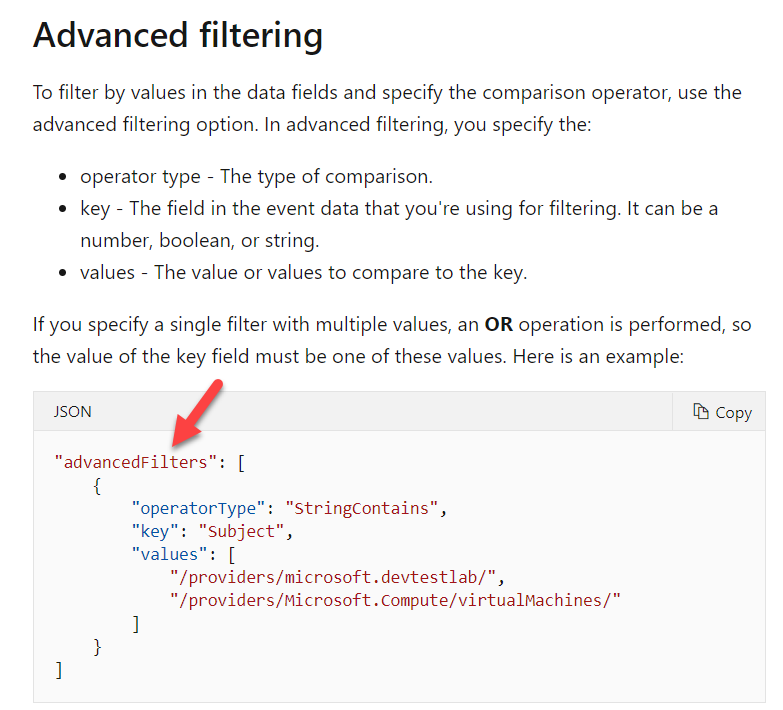 Advanced filtering
To filter by values in the data fields and specify the comparison operator, use the
advanced filtering option. In advanced filtering, you specify the:
• operator type - The type of comparison.
• key - The field in the event data that you're using for filtering. It can be a
number, boolean, or string.
• values - The value or values to compare to the key.
If you specify a single filter with multiple values, an OR operation is performed, so
the value of the key field must be one of these values. Here is an example:
JSON Copy
"advancedFilters": [
    {
        "operatorType": "StringContains",
        "key": "Subject",
        "values": [
            "/providers/microsoft.devtestlab/",
            "/providers/Microsoft.Compute/virtualMachines/"
        ]
    }
]